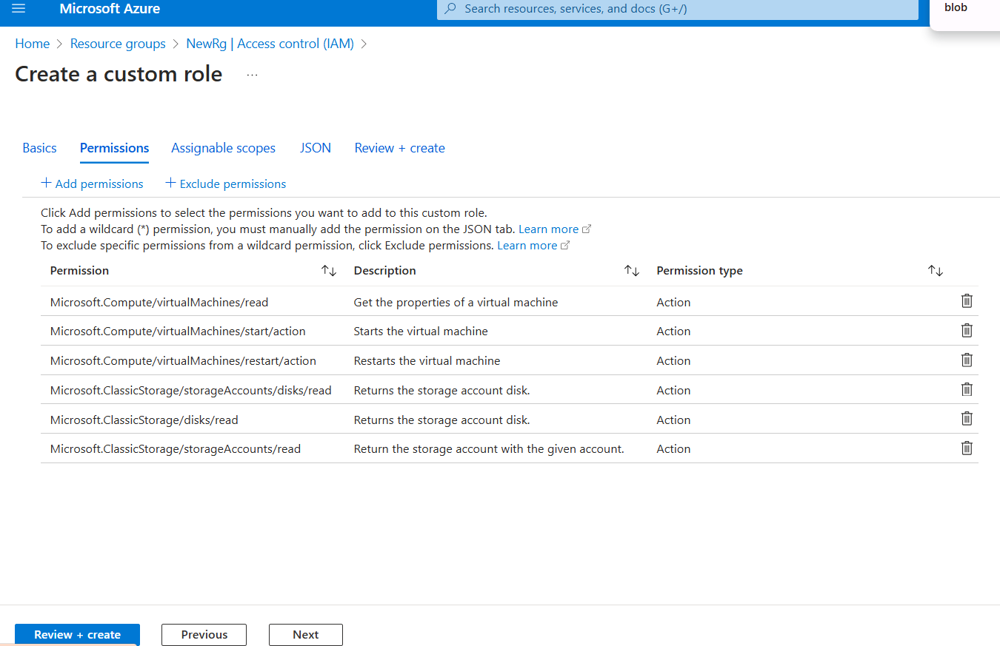 Microsoft Azure
Search resources, services, and docs (G+/)
blob
Home > Resource groups > NewRg | Access control (IAM) >
Create a custom role ...
Basics Permissions Assignable scopes JSON Review + create
+ Add permissions + Exclude permissions
Click Add permissions to select the permissions you want to add to this custom role.
To add a wildcard (*) permission, you must manually add the permission on the JSON tab. Learn more
To exclude specific permissions from a wildcard permission, click Exclude permissions. Learn more
Permission Description Permission type
Microsoft.Compute/virtualMachines/read Get the properties of a virtual machine Action
Microsoft.Compute/virtualMachines/start/action Starts the virtual machine Action
Microsoft.Compute/virtualMachines/restart/action Restarts the virtual machine Action
Microsoft.ClassicStorage/storageAccounts/disks/read Returns the storage account disk. Action
Microsoft.ClassicStorage/disks/read Returns the storage account disk. Action
Microsoft.ClassicStorage/storageAccounts/read Return the storage account with the given account. Action
Review + create Previous Next